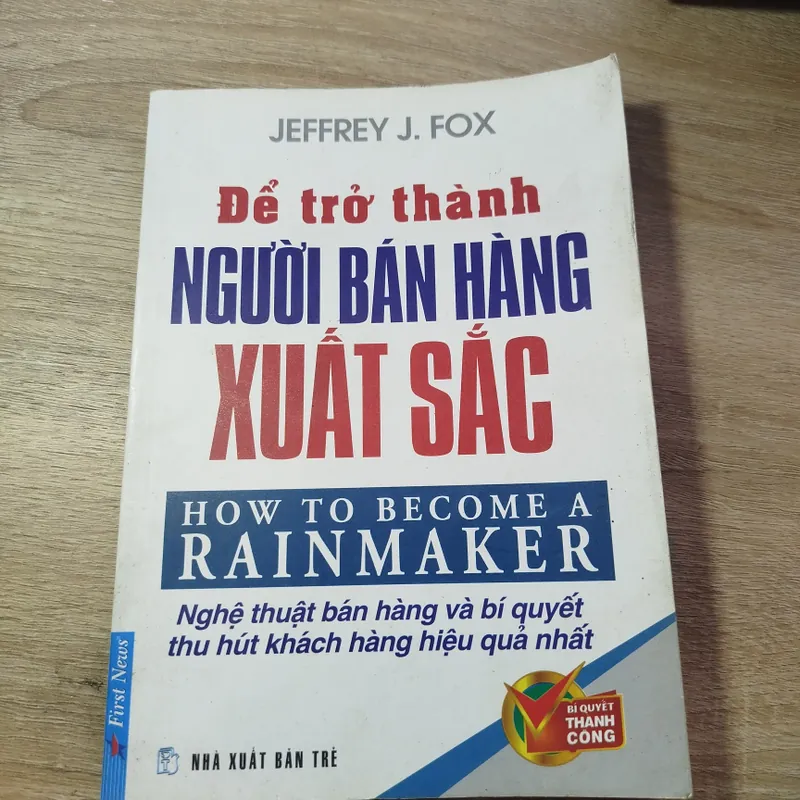 JEFFREY J. FOX
Để trở thành
NGƯỜI BÁN HÀNG
XUẤT SẮC
HOW TO BECOME A
RAINMAKER
Nghệ thuật bán hàng và bí quyết
thu hút khách hàng hiệu quả nhất
First News
NHÀ XUẤT BẢN TRẺ
BÍ QUYẾT
THÀNH
CÔNG